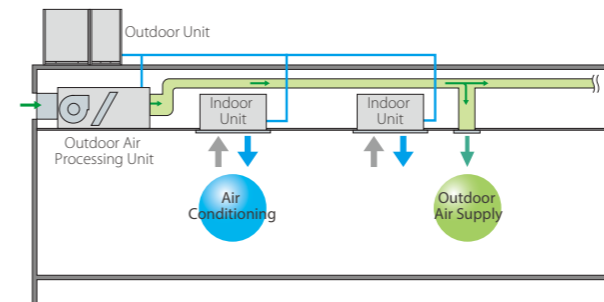 Outdoor Unit
Indoor
Unit
Indoor
Unit
Outdoor Air
Processing Unit
Air
Conditioning
Outdoor
Air Supply